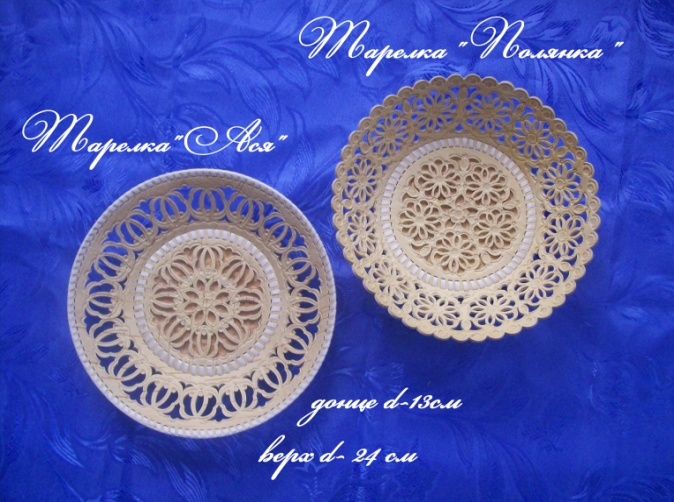 Тарелка "Полянка"
Тарелка "Ася"
донце d-13см
верх d- 24 см